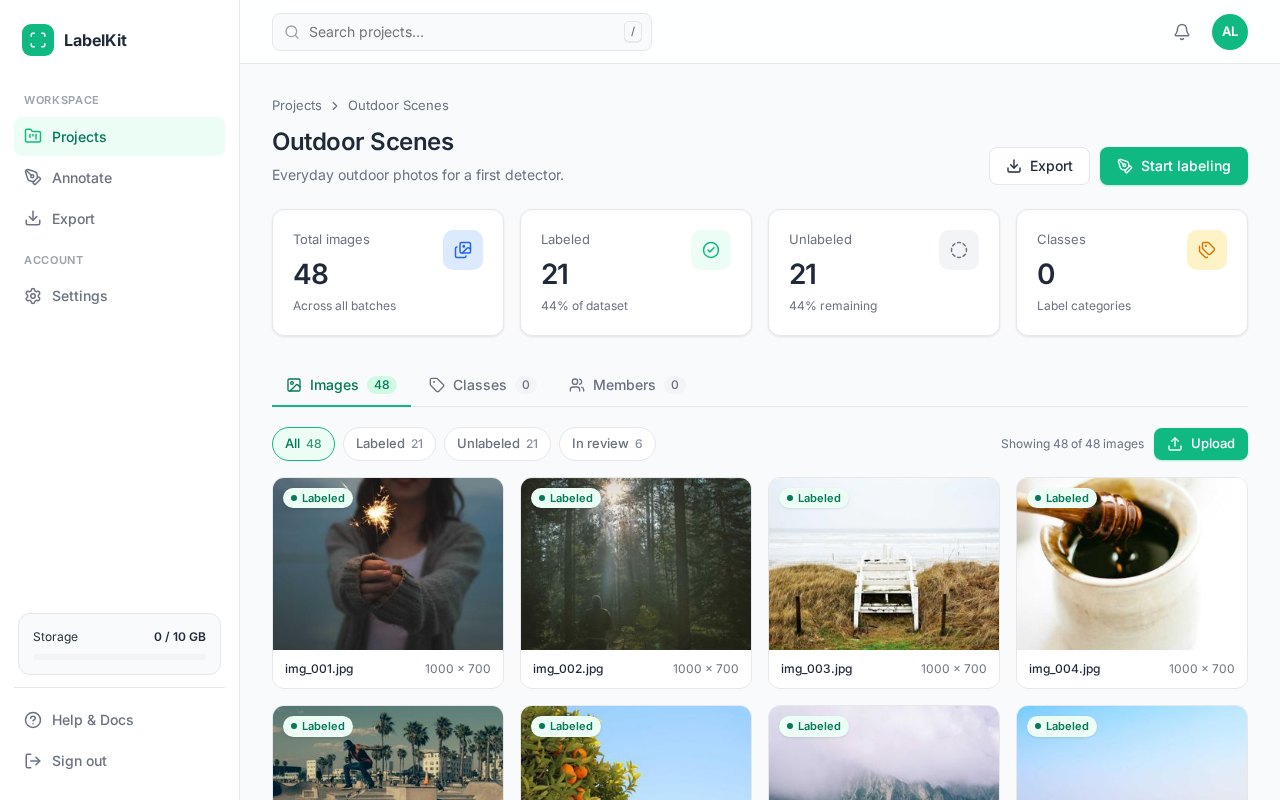 LabelKit
Search projects...
/
AL
WORKSPACE
Projects
Annotate
Export
ACCOUNT
Settings
Storage
0 / 10 GB
Help & Docs
Sign out
Projects > Outdoor Scenes
Outdoor Scenes
Everyday outdoor photos for a first detector.
Export
Start labeling
Total images
48
Across all batches
Labeled
21
44% of dataset
Unlabeled
21
44% remaining
Classes
0
Label categories
Images 48
Classes 0
Members 0
All 48
Labeled 21
Unlabeled 21
In review 6
Showing 48 of 48 images
Upload
Labeled
img_001.jpg
1000 × 700
Labeled
img_002.jpg
1000 × 700
Labeled
img_003.jpg
1000 × 700
Labeled
img_004.jpg
1000 × 700
Labeled
Labeled
Labeled
Labeled